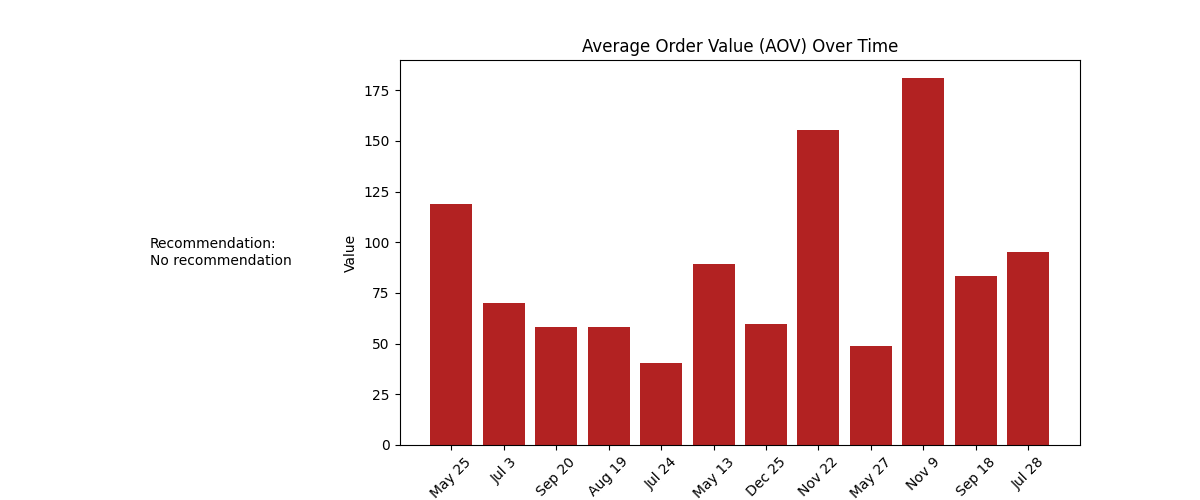 Average Order Value (AOV) Over Time
Recommendation:
No recommendation
Value
175
150
125
100
75
50
25
0
May 25
Jul 3
Sep 20
Aug 19
Jul 24
May 13
Dec 25
Nov 22
May 27
Nov 9
Sep 18
Jul 28